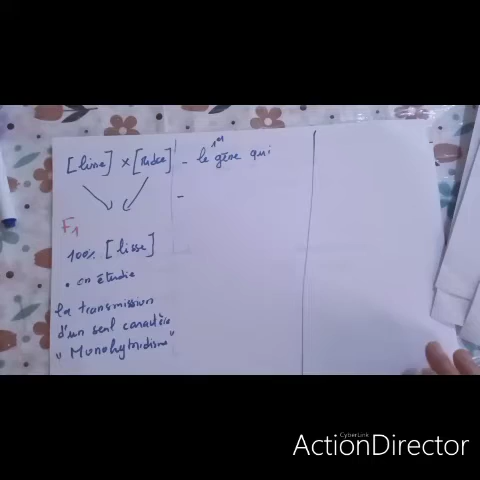 [lisse] x [ridée]
- le 1er gène qui
-
F1
100% [lisse]
• on étudie
la transmission
d'un seul caractère
" Monohybridisme "
CyberLink
ActionDirector